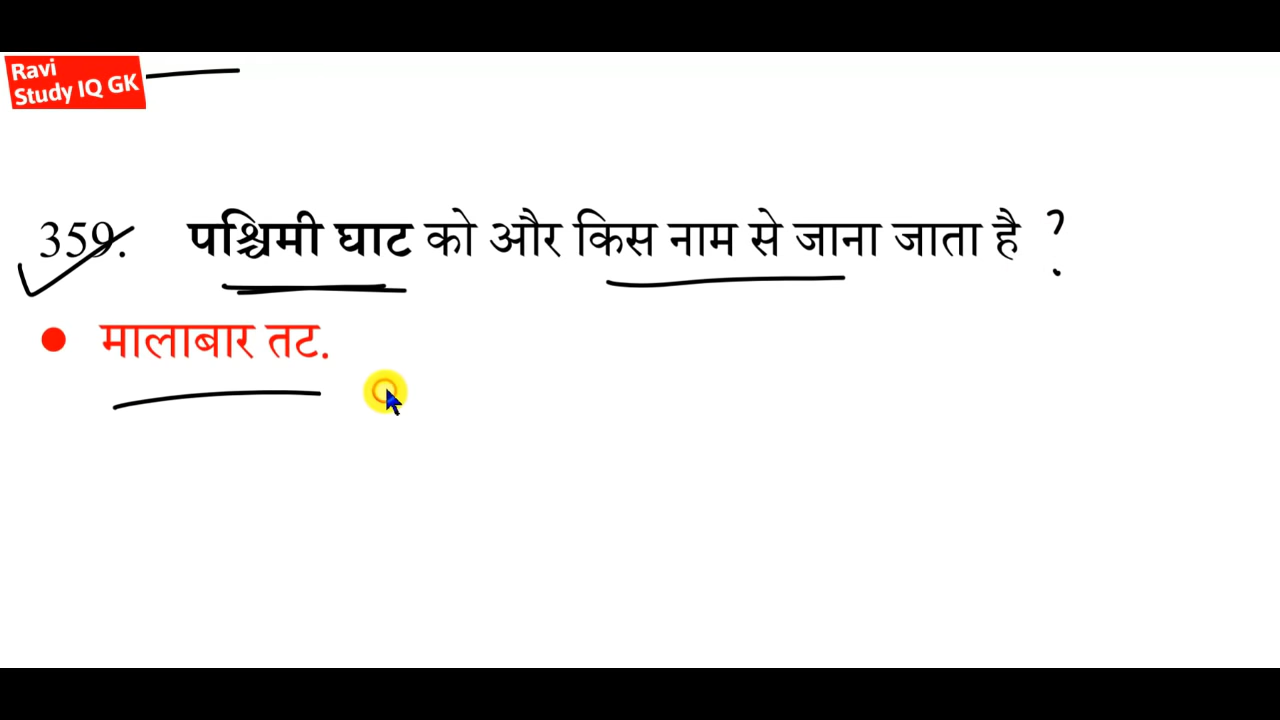 Ravi
Study IQ GK
359. पश्चिमी घाट को और किस नाम से जाना जाता है ?
● मालाबार तट.